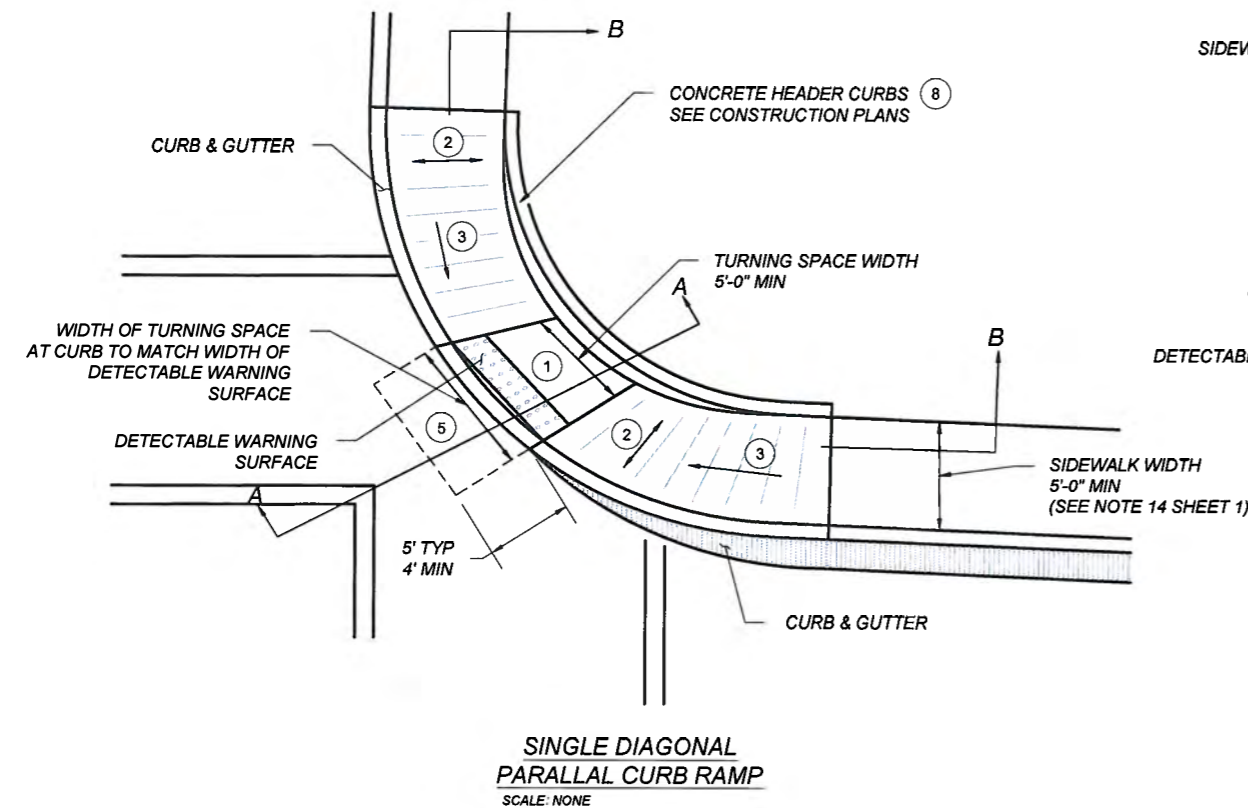 B
SIDEW
CONCRETE HEADER CURBS 8
SEE CONSTRUCTION PLANS
CURB & GUTTER
2
3
TURNING SPACE WIDTH
5'-0" MIN
A
B
WIDTH OF TURNING SPACE
AT CURB TO MATCH WIDTH OF
DETECTABLE WARNING
SURFACE
1
DETECTABL
5
2
3
DETECTABLE WARNING
SURFACE
SIDEWALK WIDTH
5'-0" MIN
(SEE NOTE 14 SHEET 1)
A
5' TYP
4' MIN
CURB & GUTTER
SINGLE DIAGONAL
PARALLAL CURB RAMP
SCALE: NONE